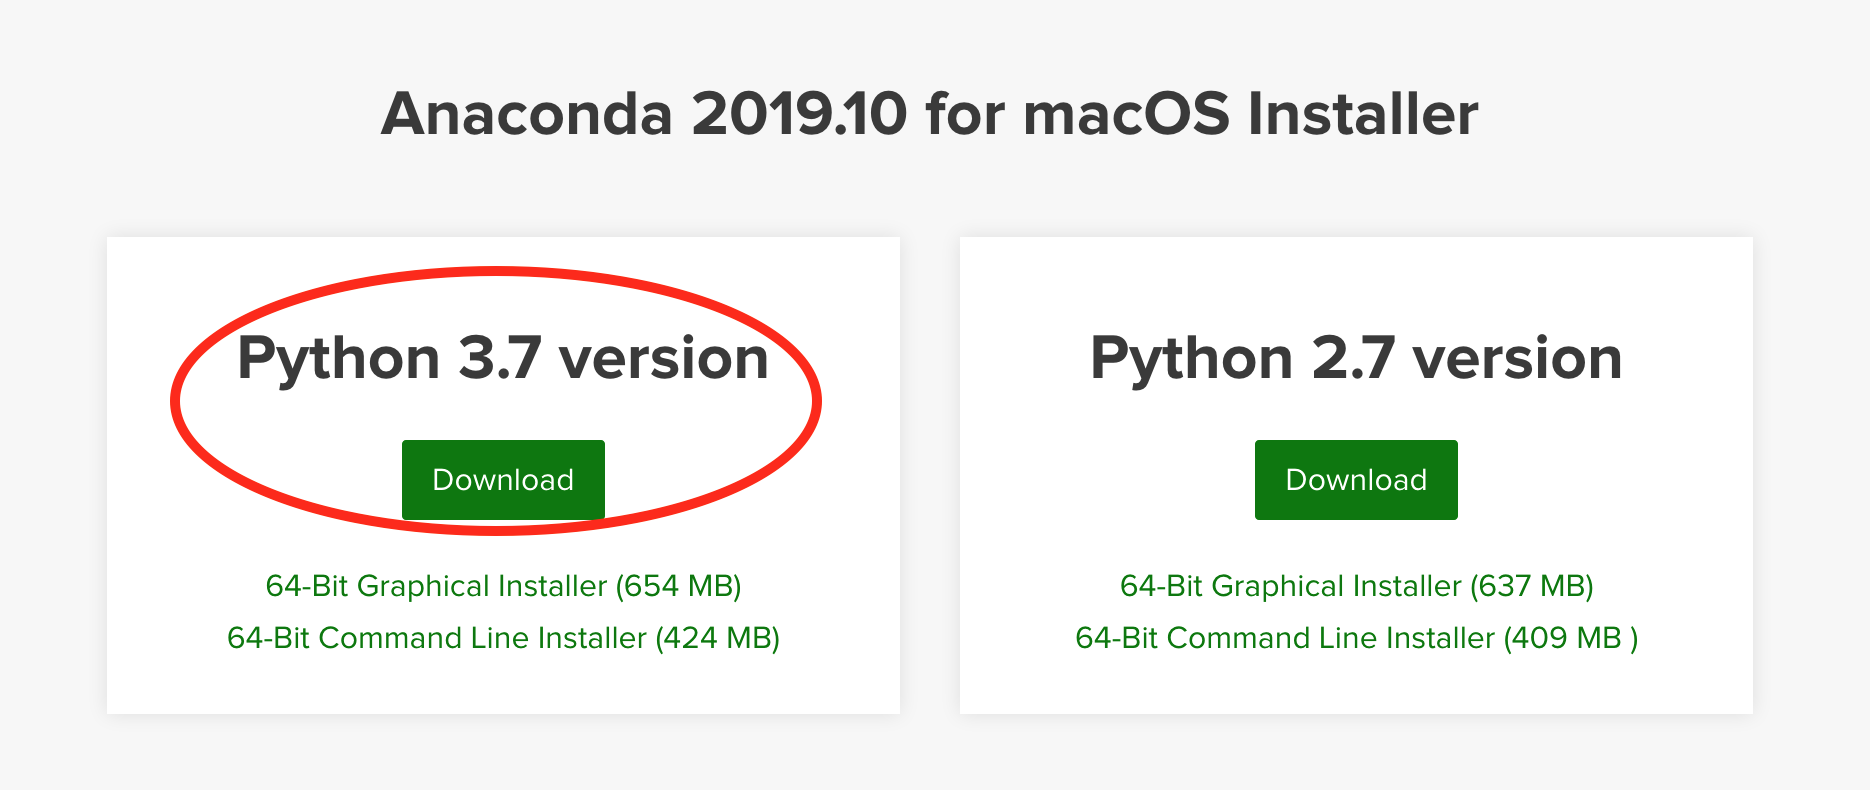 Anaconda 2019.10 for macOS Installer
Python 3.7 version
Download
64-Bit Graphical Installer (654 MB)
64-Bit Command Line Installer (424 MB)
Python 2.7 version
Download
64-Bit Graphical Installer (637 MB)
64-Bit Command Line Installer (409 MB )